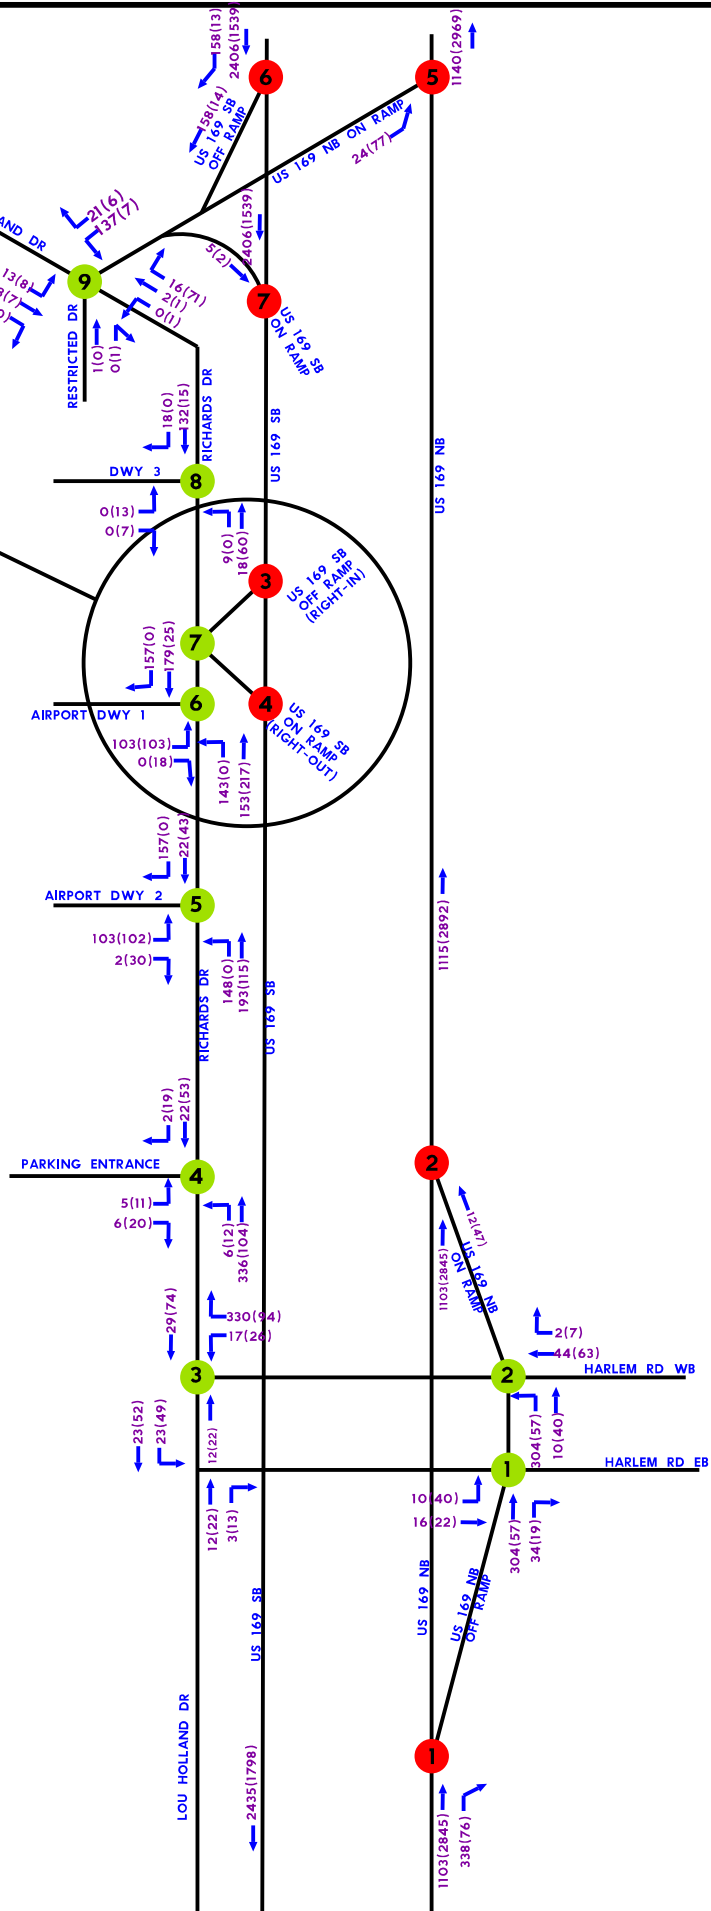 158(13)
2406(1539)
1140(2969)
6
5
158(14)
US 169 SB
OFF RAMP
US 169 NB ON RAMP
24(77)
21(6)
137(7)
2406(1539)
5(2)
AND DR
9
13(8)
16(71)
2(1)
0(1)
7
US 169 SB
ON RAMP
RESTRICTED DR
1(0)
0(1)
18(0)
132(15)
RICHARDS DR
US 169 SB
US 169 NB
DWY 3
8
0(13)
0(7)
9(0)
18(60)
3
US 169 SB
OFF RAMP
(RIGHT-IN)
7
157(0)
179(25)
6
4
AIRPORT DWY 1
US 169 SB
ON RAMP
(RIGHT-OUT)
103(103)
0(18)
143(0)
153(217)
157(0)
22(43)
AIRPORT DWY 2
5
103(102)
2(30)
148(0)
193(115)
1115(2892)
RICHARDS DR
US 169 SB
2(19)
22(53)
PARKING ENTRANCE
4
2
5(11)
6(20)
6(12)
336(104)
1103(2845)
12(47)
US 169 NB
ON RAMP
29(74)
330(94)
17(26)
2(7)
44(63)
3
2
HARLEM RD WB
23(52)
23(49)
12(22)
304(57)
10(40)
1
HARLEM RD EB
12(22)
3(13)
10(40)
16(22)
304(57)
34(19)
US 169 SB
US 169 NB
US 169 NB
OFF RAMP
LOU HOLLAND DR
1
2435(1798)
1103(2845)
338(76)